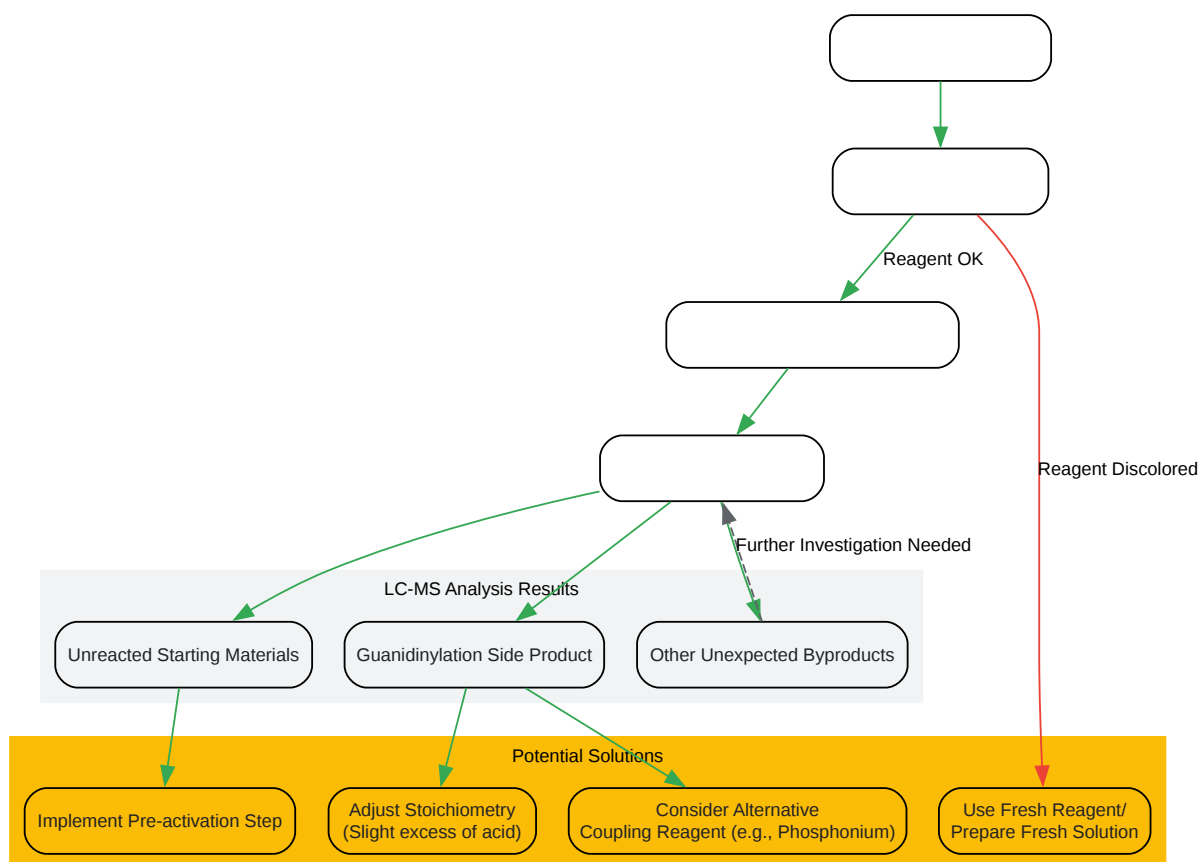 Reagent OK
Reagent Discolored
Further Investigation Needed
LC-MS Analysis Results
Unreacted Starting Materials
Guanidinylation Side Product
Other Unexpected Byproducts
Potential Solutions
Implement Pre-activation Step
Adjust Stoichiometry
(Slight excess of acid)
Consider Alternative
Coupling Reagent (e.g., Phosphonium)
Use Fresh Reagent/
Prepare Fresh Solution